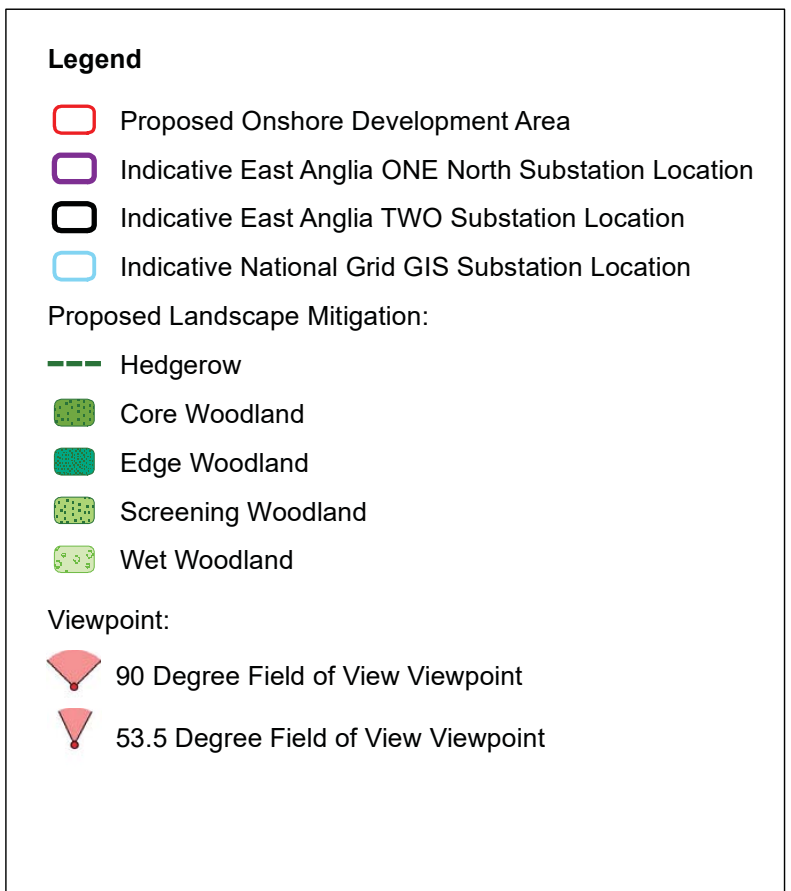 Legend
Proposed Onshore Development Area
Indicative East Anglia ONE North Substation Location
Indicative East Anglia TWO Substation Location
Indicative National Grid GIS Substation Location
Proposed Landscape Mitigation:
Hedgerow
Core Woodland
Edge Woodland
Screening Woodland
Wet Woodland
Viewpoint:
90 Degree Field of View Viewpoint
53.5 Degree Field of View Viewpoint